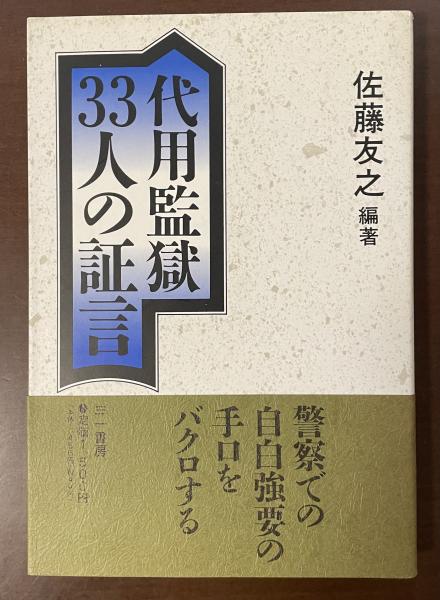 佐藤友之 編著
代用監獄
33人の証言
警察での
自白強要の
手口を
バクロする
三一書房